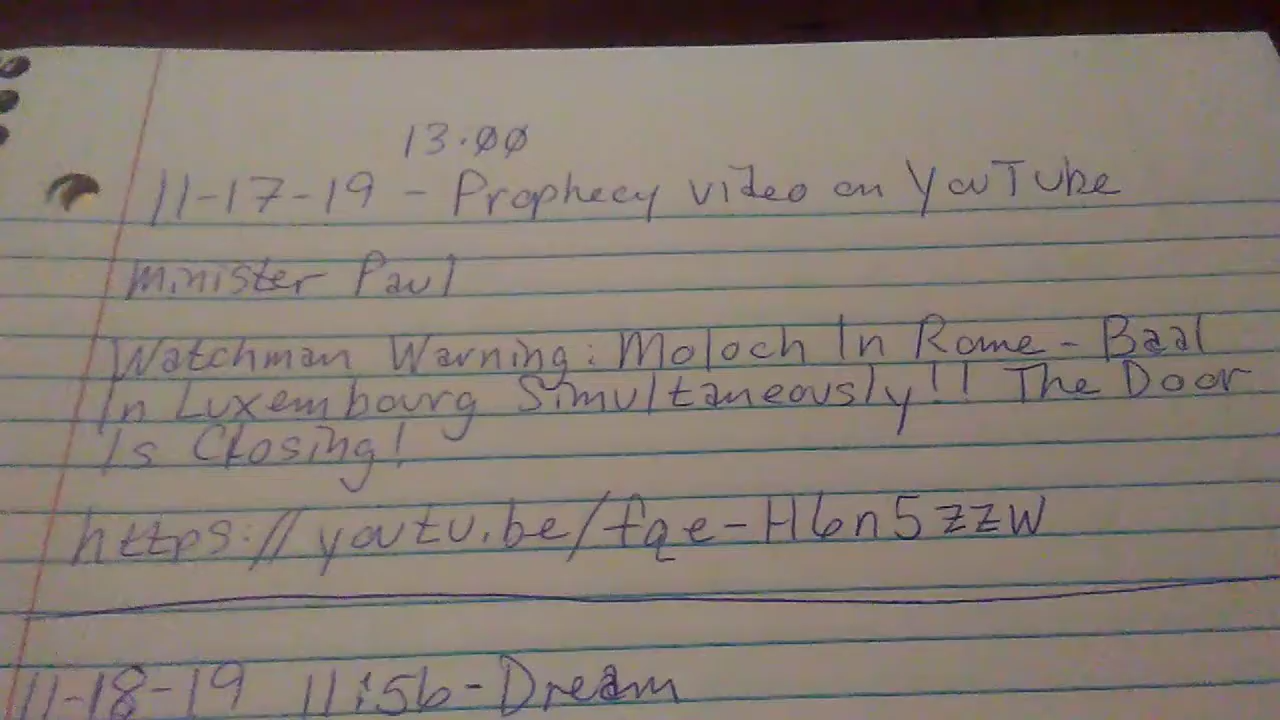 13.00
11-17-19 - Prophecy video on YouTube
Minister Paul
Watchman Warning: Moloch In Rome - Baal
In Luxembourg Simultaneously!! The Door
Is Closing!
https://youtu.be/fqe-H6n5zzW
11-18-19 11:56-Dream